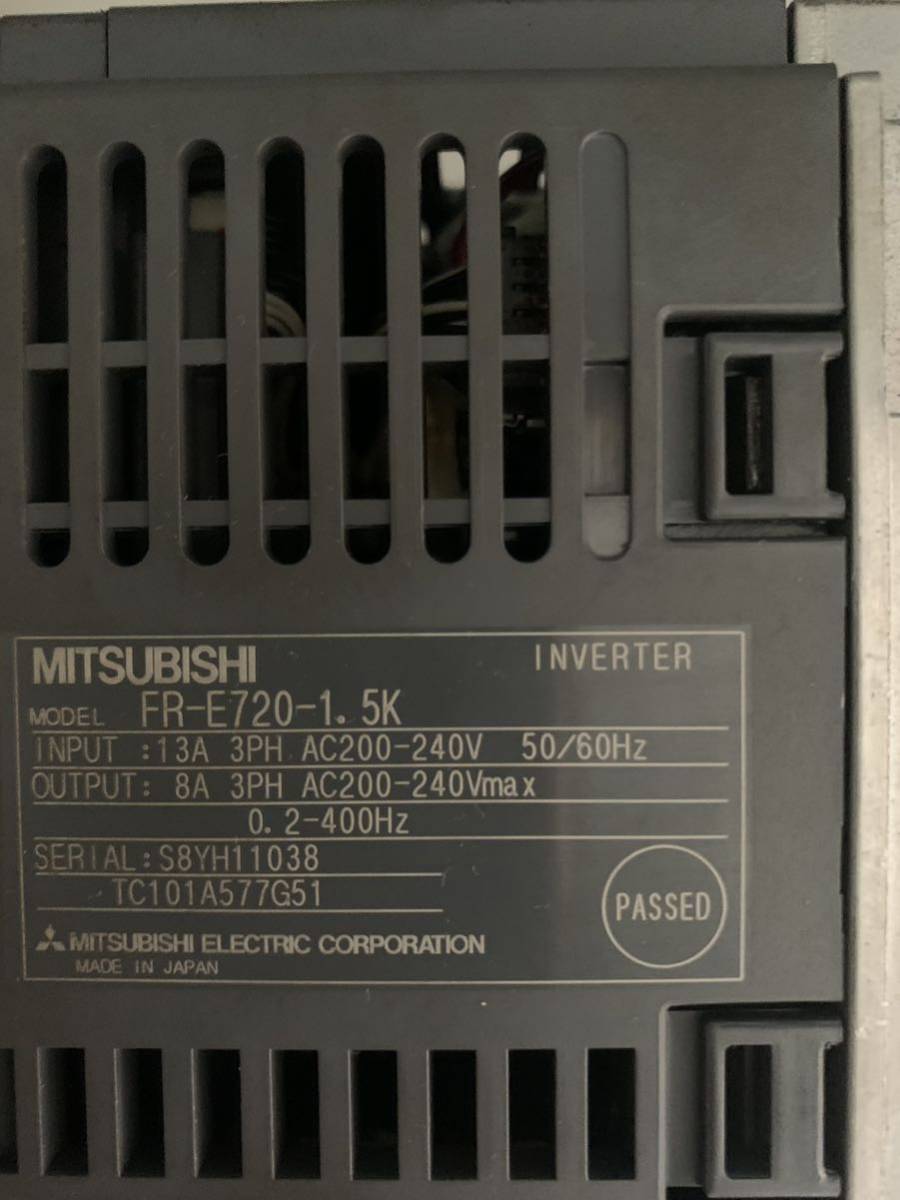 MITSUBISHI INVERTER
MODEL FR-E720-1.5K
INPUT :13A 3PH AC200-240V 50/60Hz
OUTPUT: 8A 3PH AC200-240Vmax
0.2-400Hz
SERIAL:S8YH11038
TC101A577G51
PASSED
MITSUBISHI ELECTRIC CORPORATION
MADE IN JAPAN